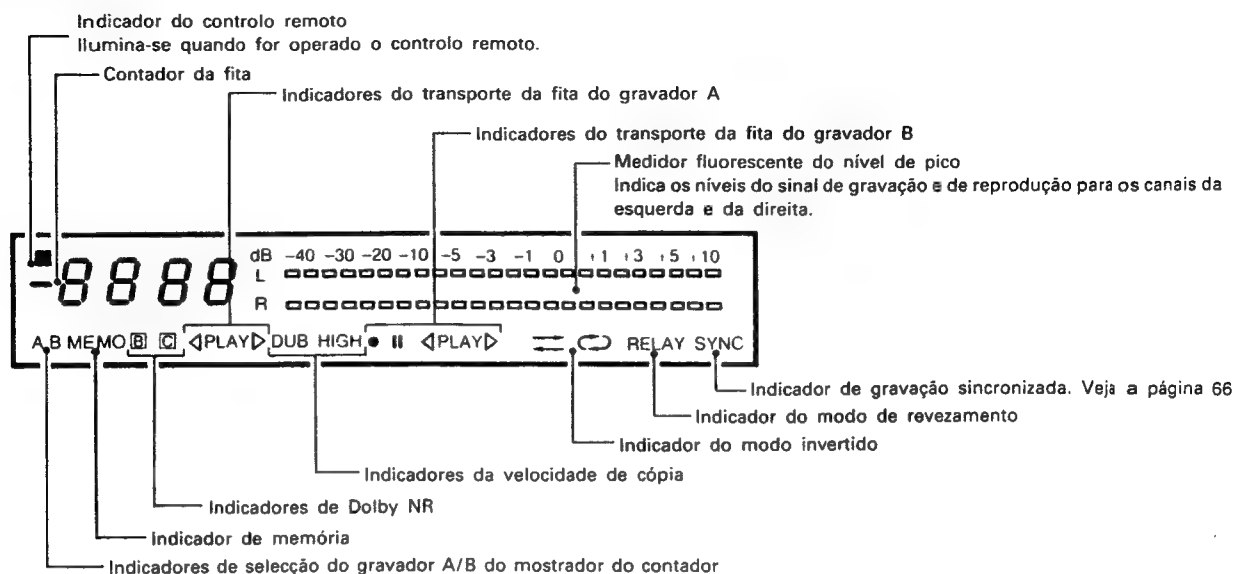 Indicador do controlo remoto
Ilumina-se quando for operado o controlo remoto.
Contador da fita
Indicadores do transporte da fita do gravador A
Indicadores do transporte da fita do gravador B
Medidor fluorescente do nível de pico
Indica os níveis do sinal de gravação e de reprodução para os canais da
esquerda e da direita.
dB -40 -30 -20 -10 -5 -3 -1 0 +1 +3 +5 +10
8888
L
R
A B MEMO B C ◁PLAY▷ DUB HIGH ● II ◁PLAY▷ RELAY SYNC
Indicador de gravação sincronizada. Veja a página 66
Indicador do modo de revezamento
Indicador do modo invertido
Indicadores da velocidade de cópia
Indicadores de Dolby NR
Indicador de memória
Indicadores de selecção do gravador A/B do mostrador do contador